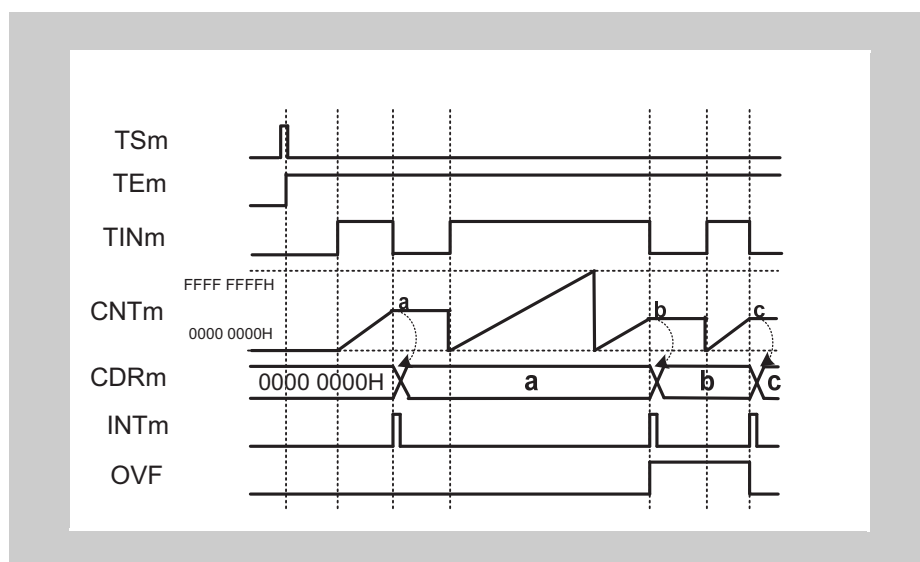 TSm
TEm
TINm
FFFF FFFFH
CNTm
a
b
c
0000 0000H
CDRm
0000 0000H
a
b
c
INTm
OVF